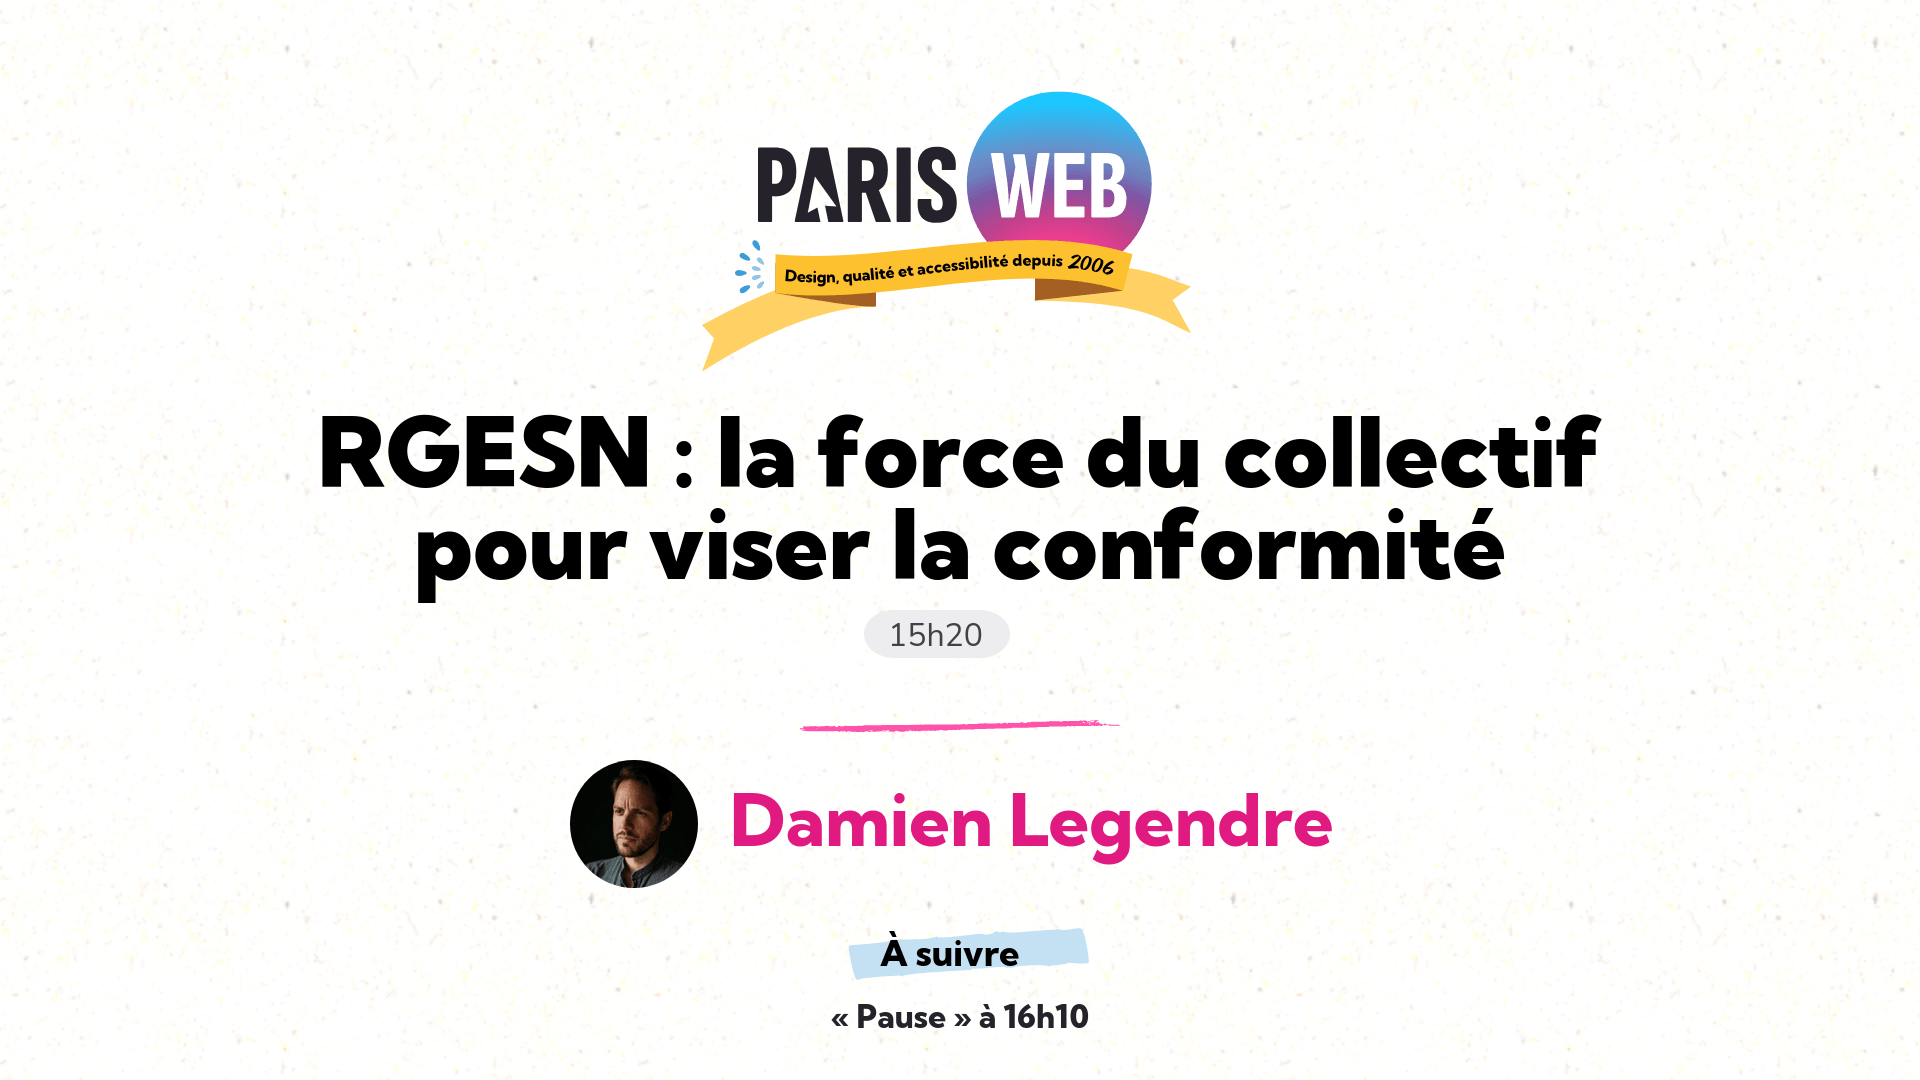 PARIS WEB
Design, qualité et accessibilité depuis 2006
RGESN : la force du collectif
pour viser la conformité
15h20
Damien Legendre
À suivre
« Pause » à 16h10